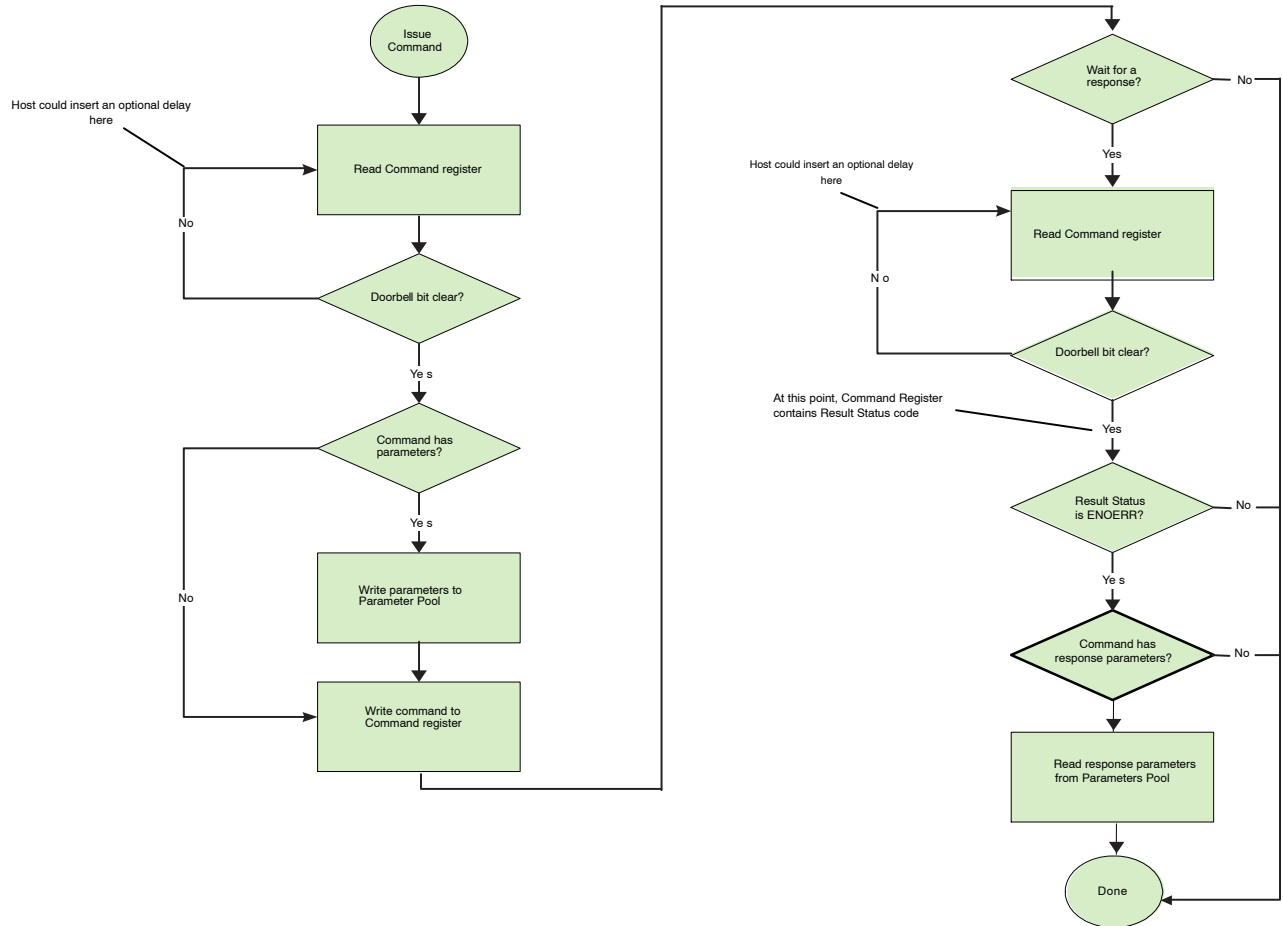 Issue
Command
Host could insert an optional delay
here
Read Command register
No
Doorbell bit clear?
Ye s
Command has
parameters?
Ye s
No
Write parameters to
Parameter Pool
Write command to
Command register
Wait for a
response?
No
Yes
Host could insert an optional delay
here
Read Command register
N o
Doorbell bit clear?
At this point, Command Register
contains Result Status code
Yes
Result Status
is ENOERR?
No
Ye s
Command has
response parameters?
No
Read response parameters
from Parameters Pool
Done